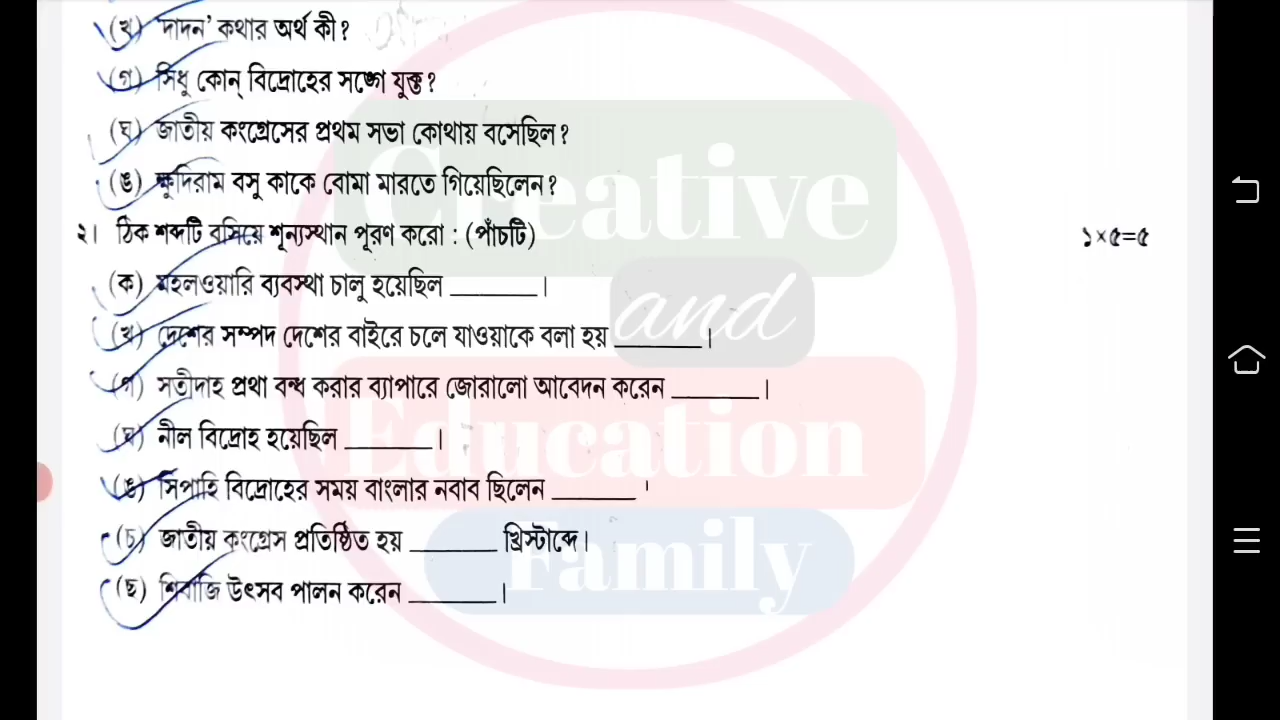 (খ) 'দাদন' কথার অর্থ কী?
(গ) সিধু কোন্ বিদ্রোহের সঙ্গে যুক্ত?
(ঘ) জাতীয় কংগ্রেসের প্রথম সভা কোথায় বসেছিল?
(ঙ) ক্ষুদিরাম বসু কাকে বোমা মারতে গিয়েছিলেন?
২। ঠিক শব্দটি বসিয়ে শূন্যস্থান পূরণ করো : (পাঁচটি) ১×৫=৫
(ক) মহলওয়ারি ব্যবস্থা চালু হয়েছিল ________।
(খ) দেশের সম্পদ দেশের বাইরে চলে যাওয়াকে বলা হয় ________।
(গ) সতীদাহ প্রথা বন্ধ করার ব্যাপারে জোরালো আবেদন করেন ________।
(ঘ) নীল বিদ্রোহ হয়েছিল ________।
(ঙ) সিপাহি বিদ্রোহের সময় বাংলার নবাব ছিলেন ________।
(চ) জাতীয় কংগ্রেস প্রতিষ্ঠিত হয় ________ খ্রিস্টাব্দে।
(ছ) শিবাজি উৎসব পালন করেন ________।
Creative
and
Education
Family